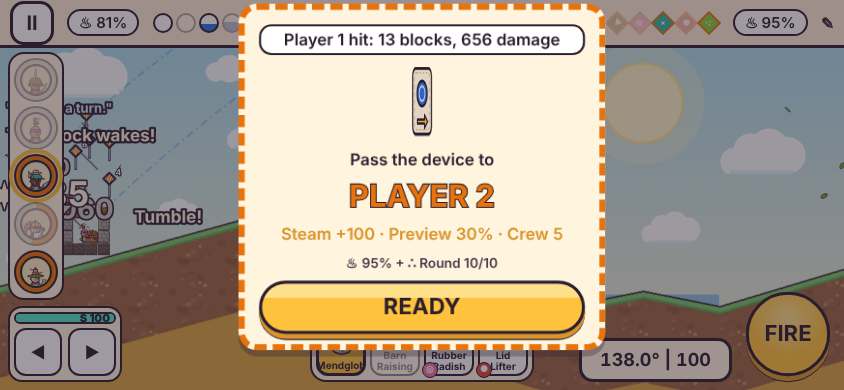 81%
95%
Player 1 hit: 13 blocks, 656 damage
Pass the device to
PLAYER 2
Steam +100 · Preview 30% · Crew 5
95% + ∴ Round 10/10
READY
a turn."
ock wakes!
4
Tumble!
S 100
Mendglob
Barn
Raising
Rubber
Radish
Lid
Lifter
138.0° | 100
FIRE